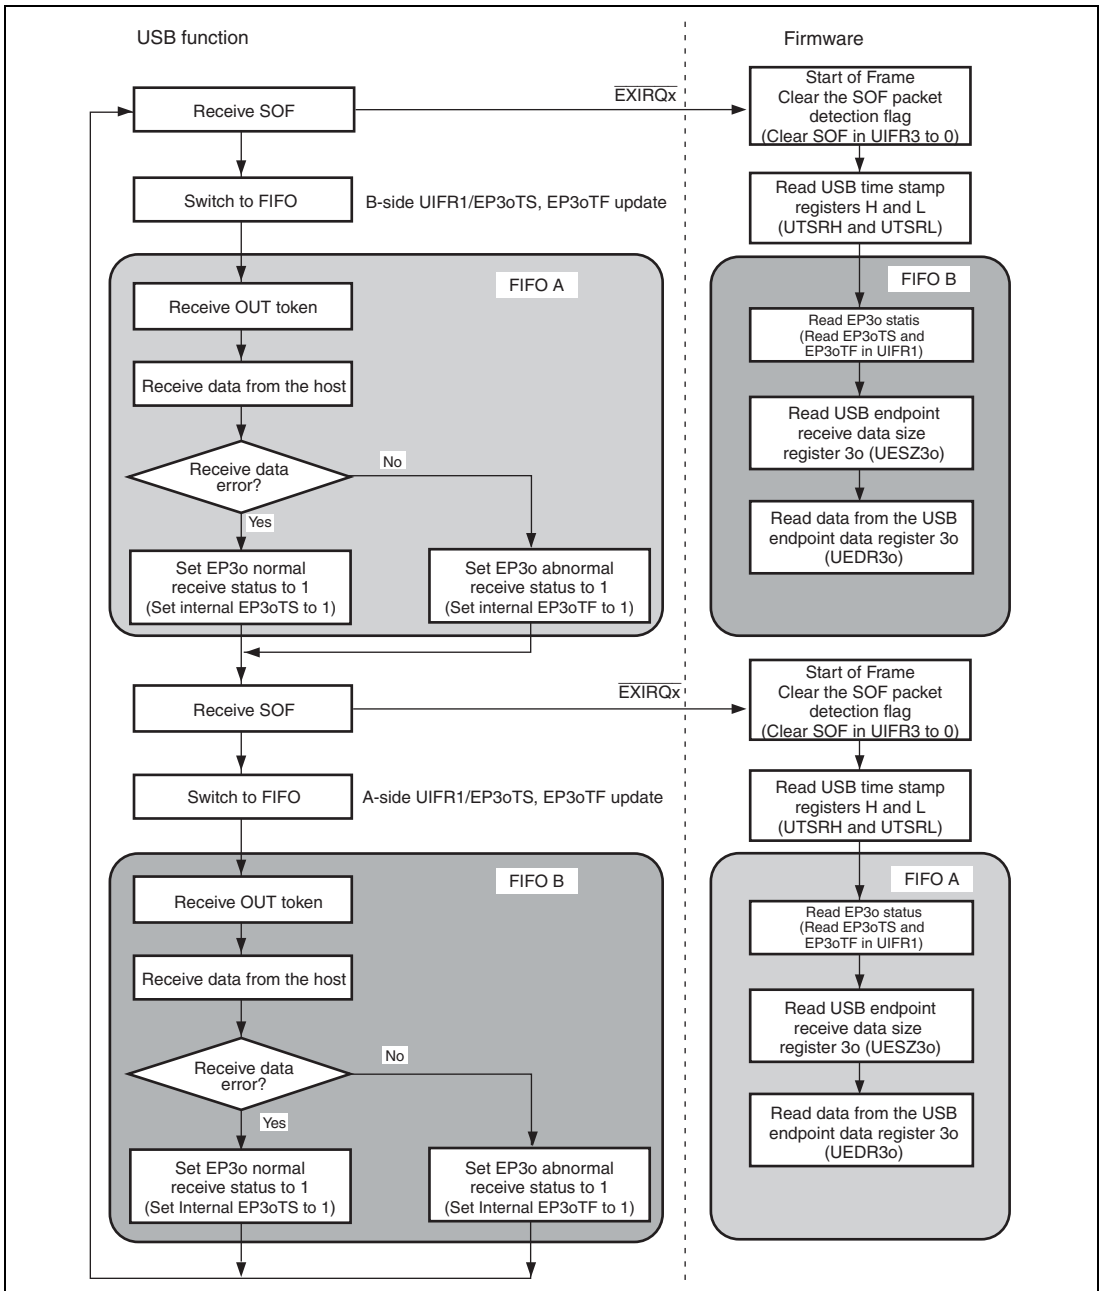 USB function
Firmware
Receive SOF
EXIRQx
Start of Frame
Clear the SOF packet
detection flag
(Clear SOF in UIFR3 to 0)
Switch to FIFO
B-side UIFR1/EP3oTS, EP3oTF update
Read USB time stamp
registers H and L
(UTSRH and UTSRL)
FIFO A
Receive OUT token
Receive data from the host
Receive data
error?
No
Yes
Set EP3o normal
receive status to 1
(Set internal EP3oTS to 1)
Set EP3o abnormal
receive status to 1
(Set internal EP3oTF to 1)
FIFO B
Read EP3o statis
(Read EP3oTS and
EP3oTF in UIFR1)
Read USB endpoint
receive data size
register 3o (UESZ3o)
Read data from the USB
endpoint data register 3o
(UEDR3o)
Receive SOF
EXIRQx
Start of Frame
Clear the SOF packet
detection flag
(Clear SOF in UIFR3 to 0)
Switch to FIFO
A-side UIFR1/EP3oTS, EP3oTF update
Read USB time stamp
registers H and L
(UTSRH and UTSRL)
FIFO B
Receive OUT token
Receive data from the host
Receive data
error?
No
Yes
Set EP3o normal
receive status to 1
(Set Internal EP3oTS to 1)
Set EP3o abnormal
receive status to 1
(Set Internal EP3oTF to 1)
FIFO A
Read EP3o status
(Read EP3oTS and
EP3oTF in UIFR1)
Read USB endpoint
receive data size
register 3o (UESZ3o)
Read data from the USB
endpoint data register 3o
(UEDR3o)